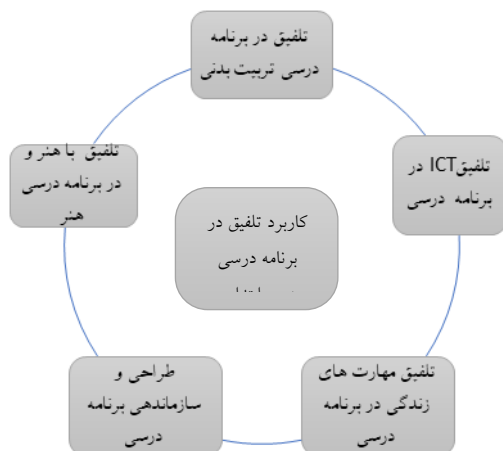 تلفیق در برنامه
درسی تربیت بدنی
تلفیقICT در
برنامه درسی
تلفیق با هنر و
در برنامه درسی
هنر
کاربرد تلفیق در
برنامه درسی
تلفیق مهارت های
زندگی در برنامه
درسی
طراحی و
سازماندهی برنامه
درسی